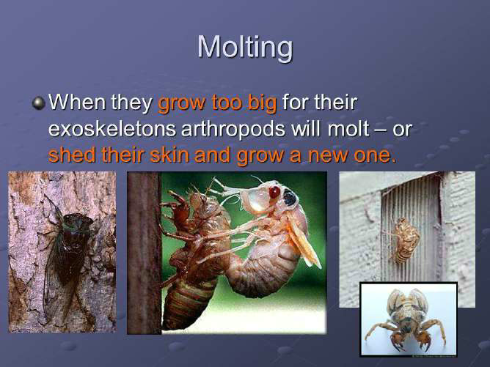 Molting
When they grow too big for their
exoskeletons arthropods will molt – or
shed their skin and grow a new one.